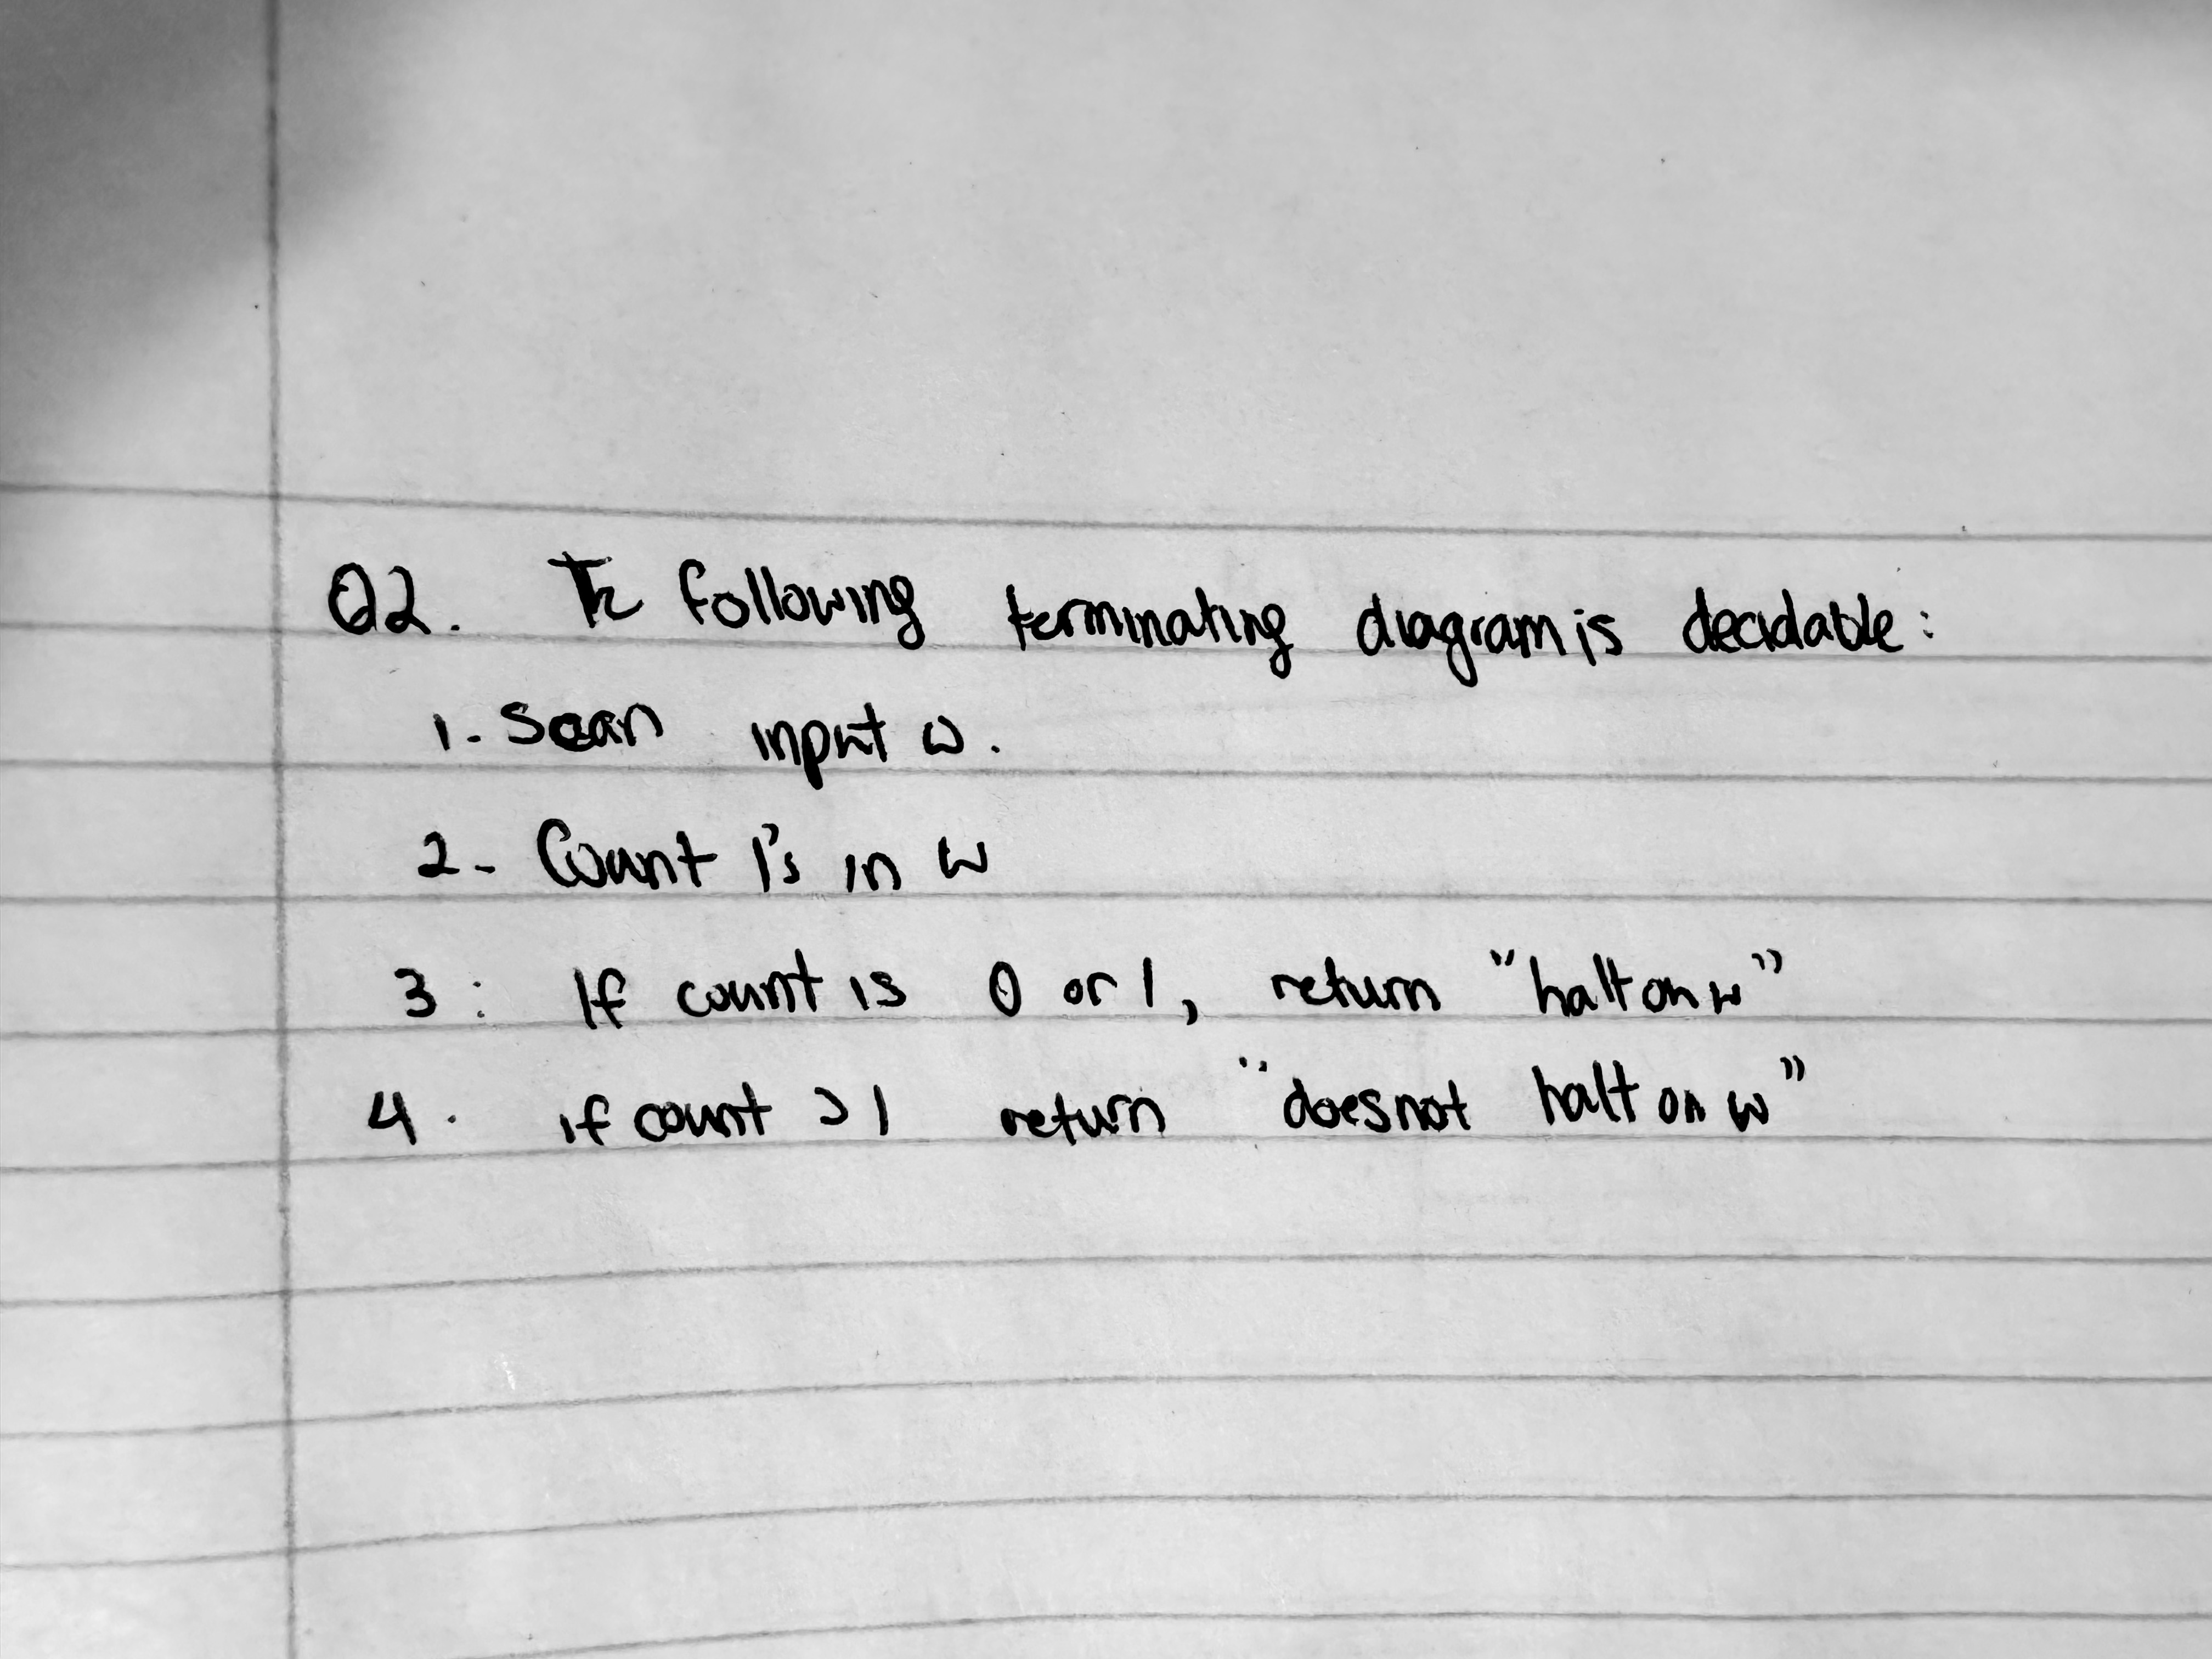 Q2. The following terminating diagram is decidable:
1. Scan input w.
2- Count 1's in w
3: If count is 0 or 1, return "halt on w"
4. if count > 1 return "does not halt on w"